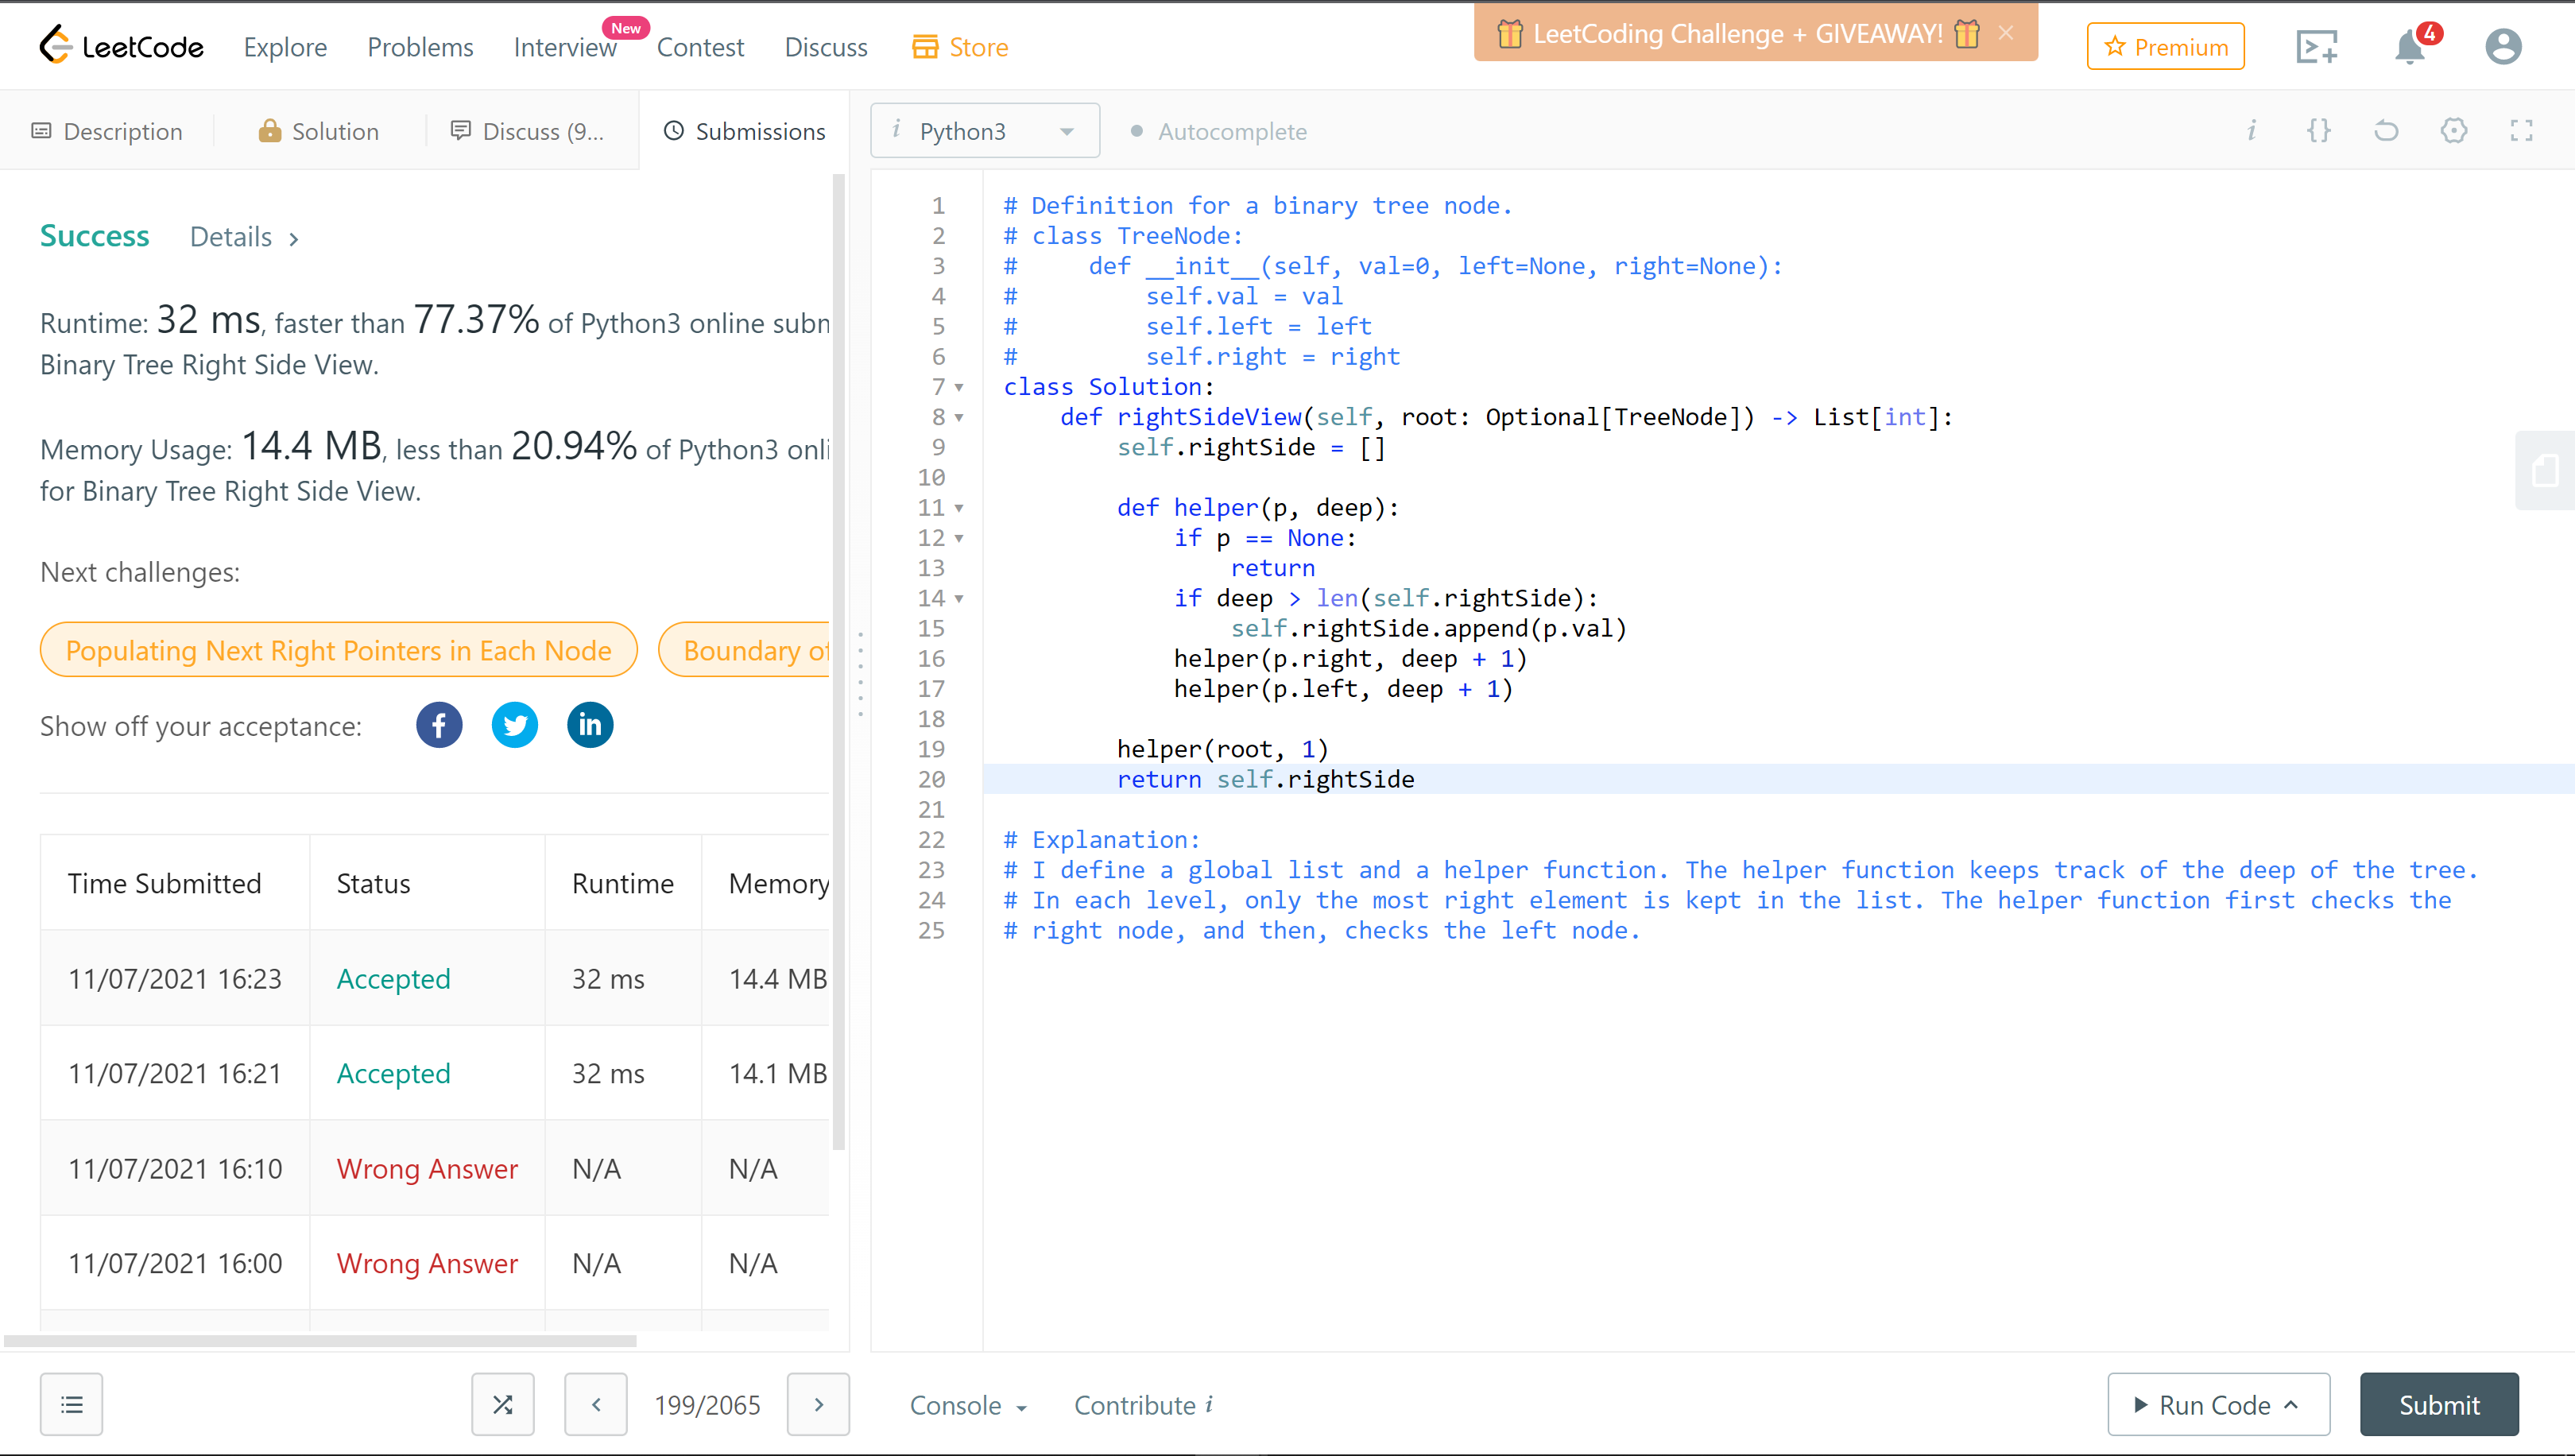 LeetCode Explore Problems Interview New Contest Discuss Store LeetCoding Challenge + GIVEAWAY! Premium 4
Description Solution Discuss (9... Submissions
Success Details
Runtime: 32 ms, faster than 77.37% of Python3 online
Binary Tree Right Side View.
Memory Usage: 14.4 MB, less than 20.94% of Python3
for Binary Tree Right Side View.
Next challenges:
Populating Next Right Pointers in Each Node Boundary
Show off your acceptance:
Time Submitted Status Runtime Memory
11/07/2021 16:23 Accepted 32 ms 14.4 MB
11/07/2021 16:21 Accepted 32 ms 14.1 MB
11/07/2021 16:10 Wrong Answer N/A N/A
11/07/2021 16:00 Wrong Answer N/A N/A
199/2065
i Python3 Autocomplete i {}
1 # Definition for a binary tree node.
2 # class TreeNode:
3 #     def __init__(self, val=0, left=None, right=None):
4 #         self.val = val
5 #         self.left = left
6 #         self.right = right
7 class Solution:
8     def rightSideView(self, root: Optional[TreeNode]) -> List[int]:
9         self.rightSide = []
10
11         def helper(p, deep):
12             if p == None:
13                 return
14             if deep > len(self.rightSide):
15                 self.rightSide.append(p.val)
16             helper(p.right, deep + 1)
17             helper(p.left, deep + 1)
18
19         helper(root, 1)
20         return self.rightSide
21
22 # Explanation:
23 # I define a global list and a helper function. The helper function keeps track of the deep of the tree.
24 # In each level, only the most right element is kept in the list. The helper function first checks the
25 # right node, and then, checks the left node.
Console Contribute i Run Code Submit